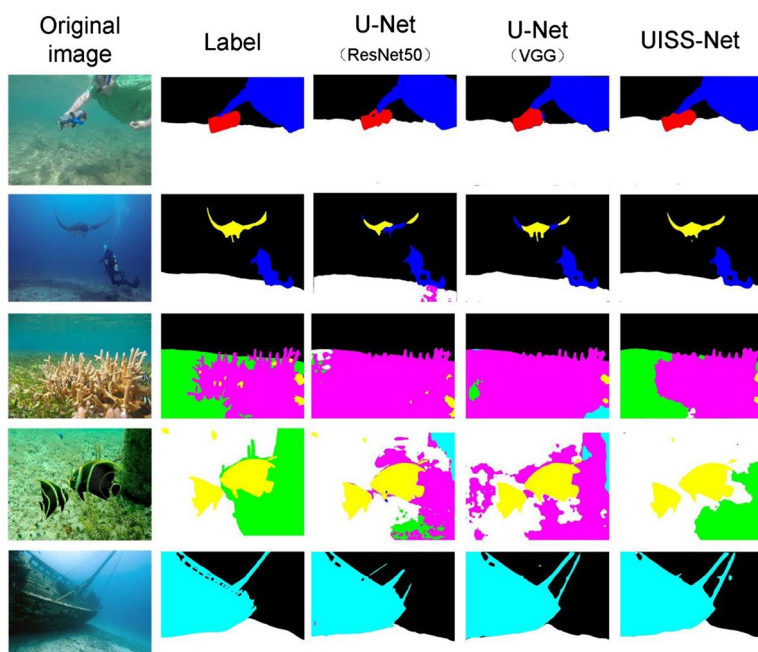 Original
image
Label
U-Net
（ResNet50）
U-Net
（VGG）
UISS-Net